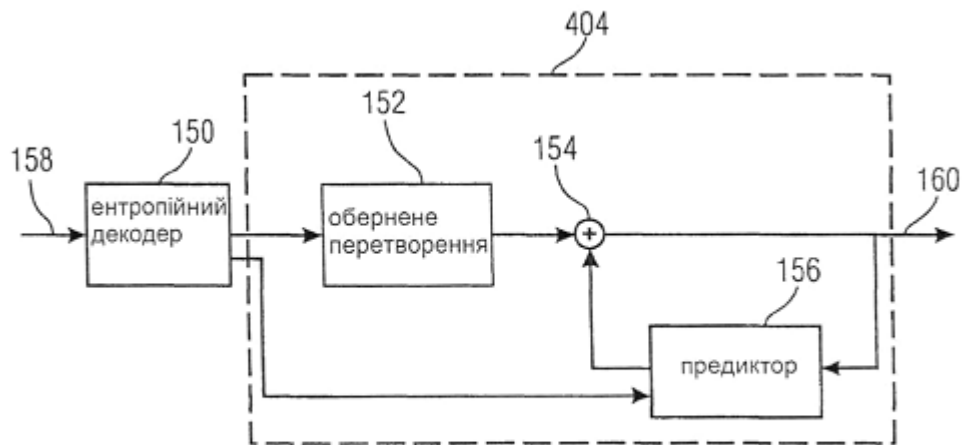 404
152
150
154
158
160
ентропійний
декодер
обернене
перетворення
+
156
предиктор